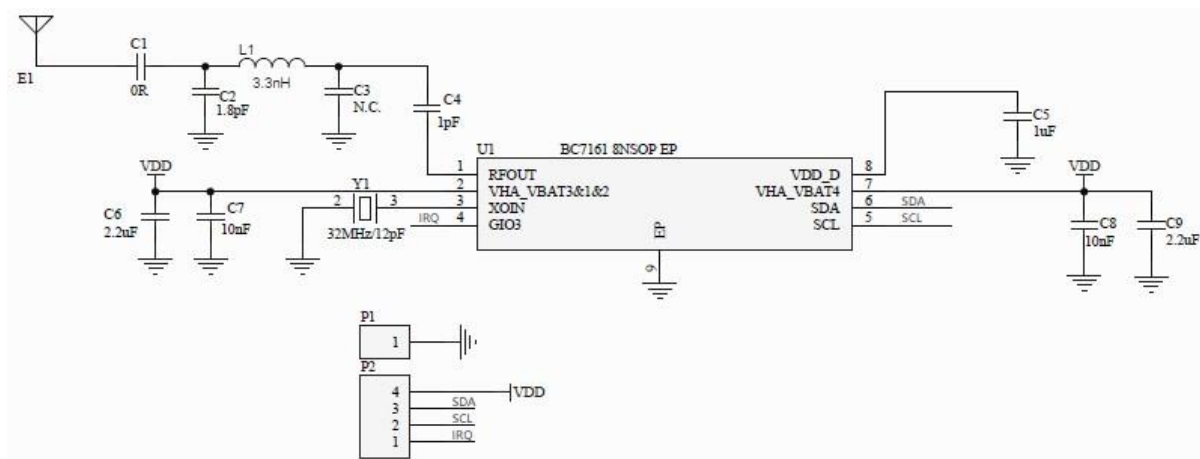 E1
C1
0R
C2
1.8pF
L1
3.3nH
C3
N.C.
C4
1pF
U1
BC7161 8NSOP EP
1
RFOUT
2
VHA_VBAT3&1&2
3
XOIN
4
GIO3
IRQ
8
VDD_D
7
VHA_VBAT4
6
SDA
SDA
5
SCL
SCL
EP
9
C5
1uF
VDD
C6
2.2uF
C7
10nF
Y1
2
3
32MHz/12pF
VDD
C8
10nF
C9
2.2uF
P1
1
P2
4
VDD
3
SDA
2
SCL
1
IRQ